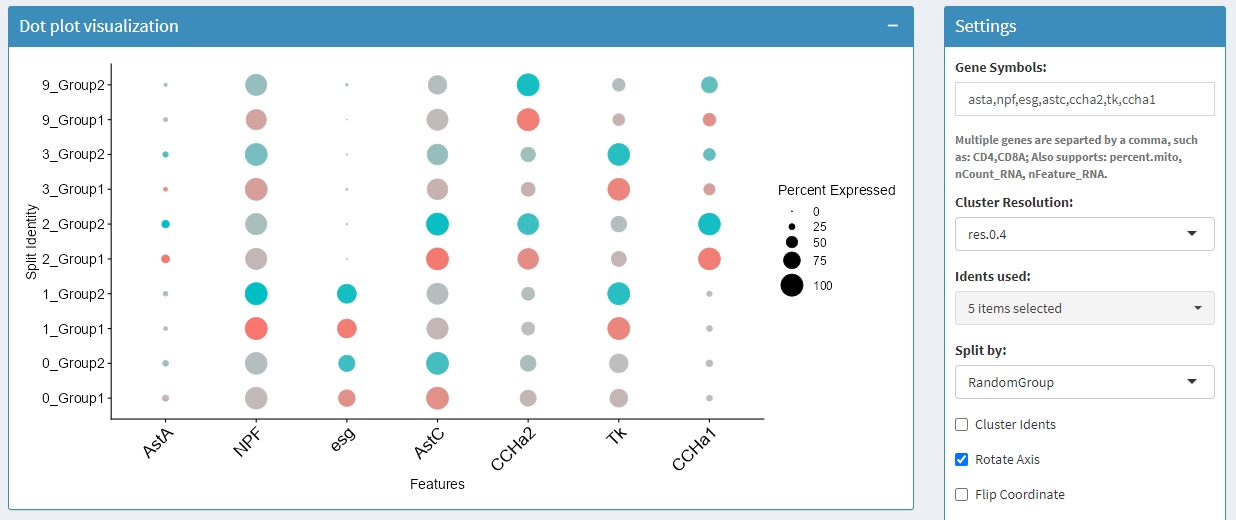 Dot plot visualization
9_Group2
9_Group1
3_Group2
3_Group1
2_Group2
2_Group1
1_Group2
1_Group1
0_Group2
0_Group1
Split Identity
AstA
NPF
esg
AstC
CCHa2
Tk
CCHa1
Features
Percent Expressed
0
25
50
75
100
Settings
Gene Symbols:
asta,npf,esg,astc,ccha2,tk,ccha1
Multiple genes are separted by a comma, such
as: CD4,CD8A; Also supports: percent.mito,
nCount_RNA, nFeature_RNA.
Cluster Resolution:
res.0.4
Idents used:
5 items selected
Split by:
RandomGroup
Cluster Idents
Rotate Axis
Flip Coordinate